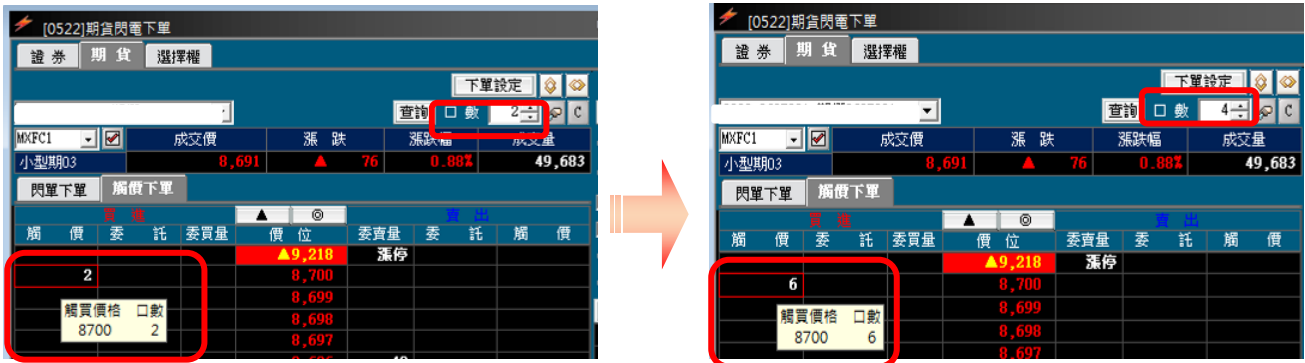 [0522]期貨閃電下單
證券 期貨 選擇權
下單設定
查詢 口數 2 C
MXFC1 成交價 漲跌 漲跌幅 成交量
小型期03 8,691 ▲ 76 0.88% 49,683
閃單下單 觸價下單
買進 ▲ ◎ 賣出
觸價 委託 委買量 價位 委賣量 委託 觸價
▲9,218 漲停
2 8,700
8,699
觸買價格 口數
8,698
8700 2
8,697
[0522]期貨閃電下單
證券 期貨 選擇權
下單設定
查詢 口數 4 C
MXFC1 成交價 漲跌 漲跌幅 成交量
小型期03 8,691 ▲ 76 0.88% 49,683
閃單下單 觸價下單
買進 ▲ ◎ 賣出
觸價 委託 委買量 價位 委賣量 委託 觸價
▲9,218 漲停
6 8,700
8,699
觸買價格 口數
8,698
8700 6
8,697